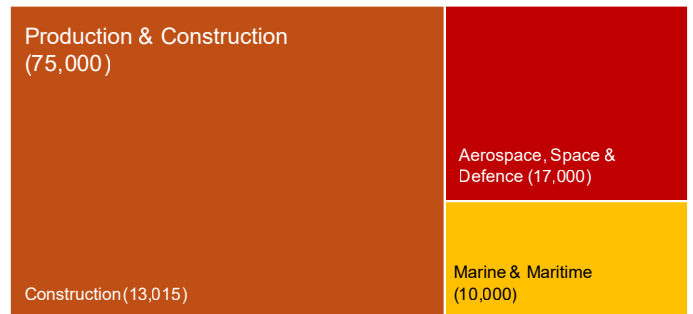 Production & Construction
(75,000)
Aerospace, Space &
Defence (17,000)
Marine & Maritime
(10,000)
Construction (13,015)